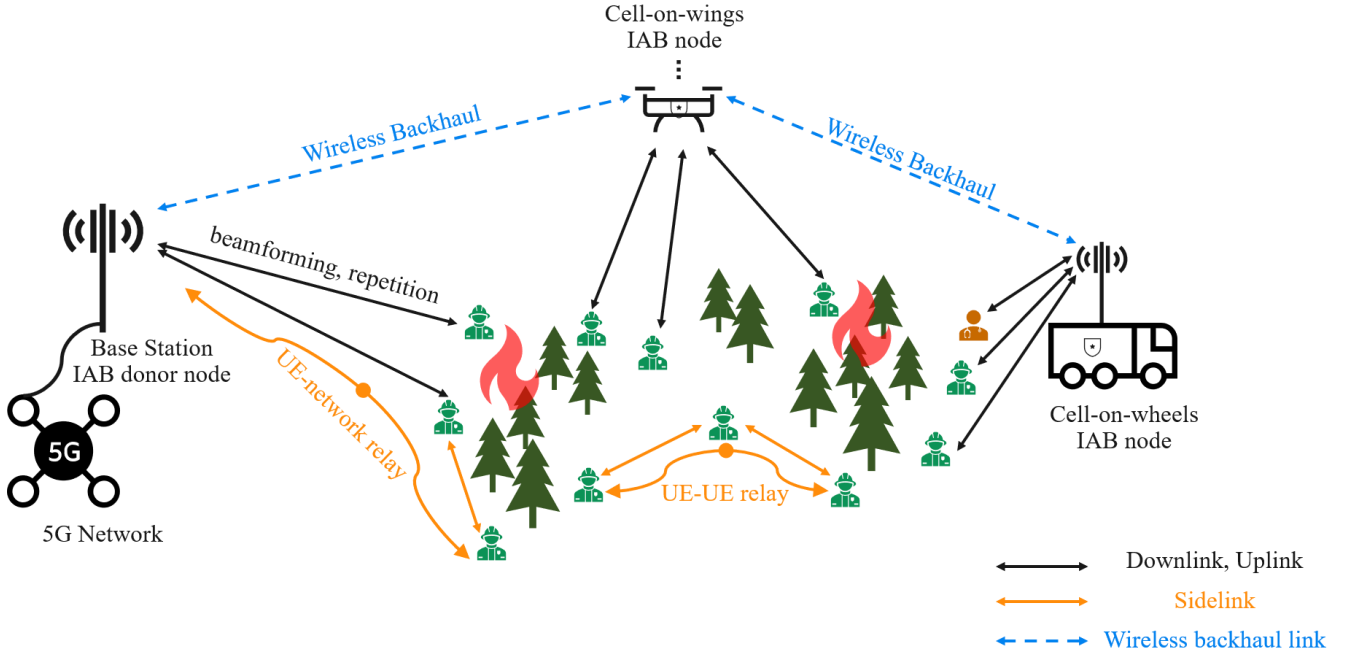 Cell-on-wings
IAB node
Wireless Backhaul
Wireless Backhaul
beamforming, repetition
Base Station
IAB donor node
UE-network relay
5G
5G Network
UE-UE relay
Cell-on-wheels
IAB node
Downlink, Uplink
Sidelink
Wireless backhaul link